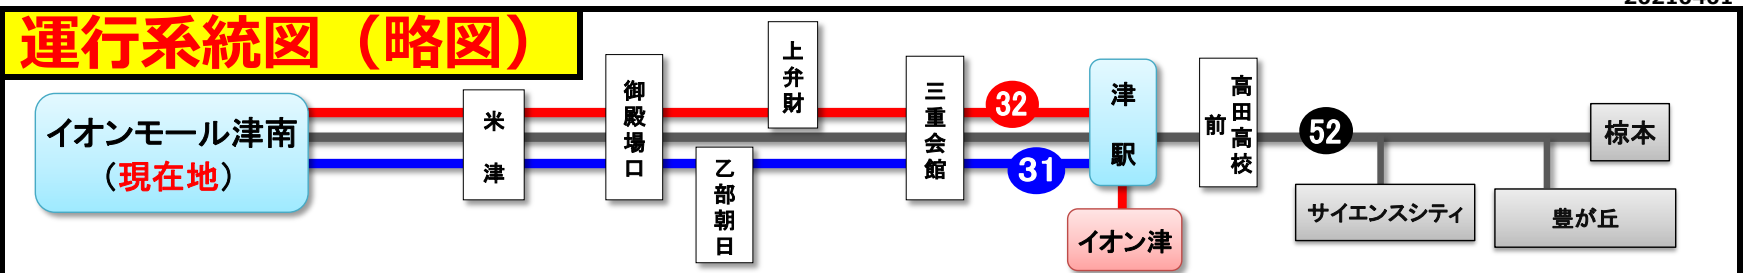 運行系統図（略図）
イオンモール津南
（現在地）
米津
御殿場口
乙部朝日
上弁財
三重会館
32
31
津駅
イオン津
高田高校前
52
サイエンスシティ
豊が丘
椋本